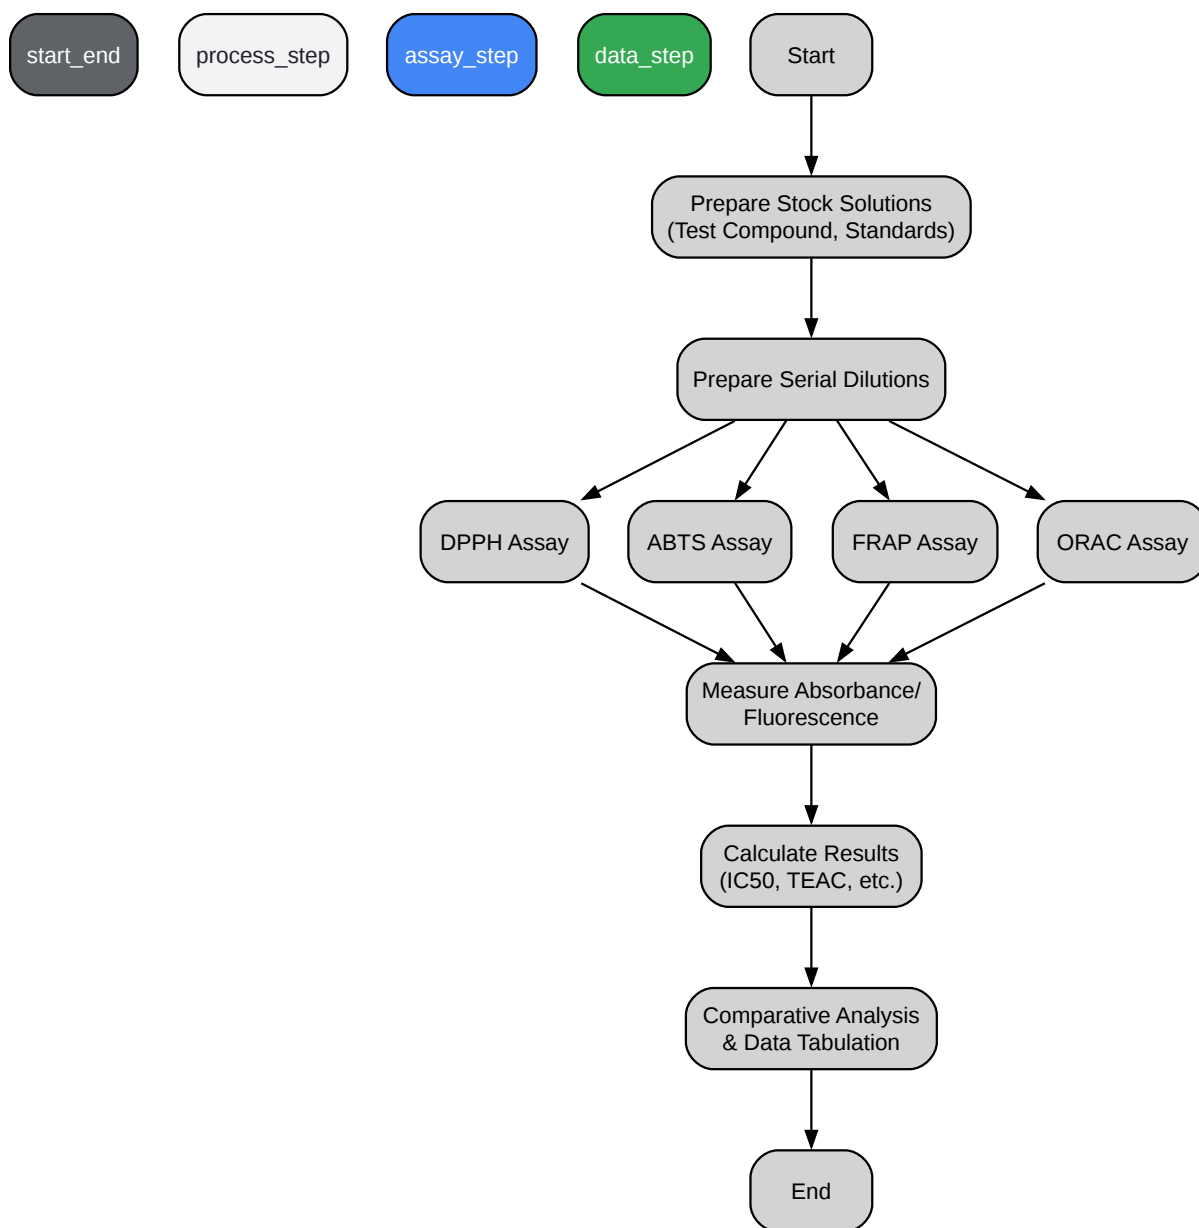 start_end
process_step
assay_step
data_step
Start
Prepare Stock Solutions
(Test Compound, Standards)
Prepare Serial Dilutions
DPPH Assay
ABTS Assay
FRAP Assay
ORAC Assay
Measure Absorbance/
Fluorescence
Calculate Results
(IC50, TEAC, etc.)
Comparative Analysis
& Data Tabulation
End